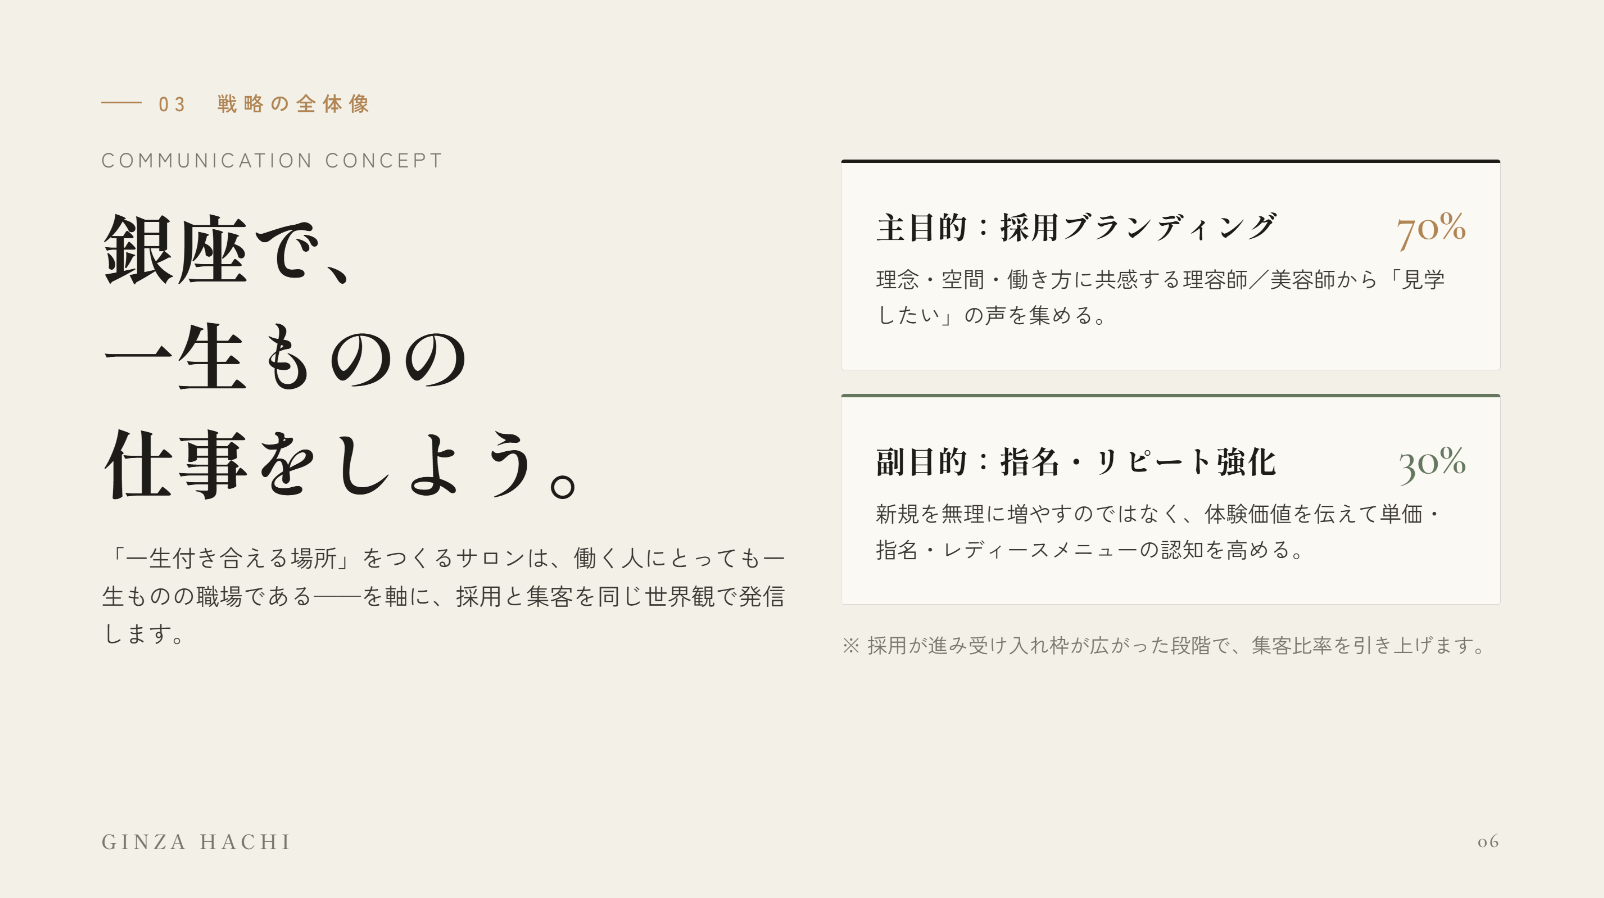 03 戦略の全体像
COMMUNICATION CONCEPT
銀座で、
一生ものの
仕事をしよう。
「一生付き合える場所」をつくるサロンは、働く人にとっても一
生ものの職場である——を軸に、採用と集客を同じ世界観で発信
します。
主目的：採用ブランディング 70%
理念・空間・働き方に共感する理容師／美容師から「見学
したい」の声を集める。
副目的：指名・リピート強化 30%
新規を無理に増やすのではなく、体験価値を伝えて単価・
指名・レディースメニューの認知を高める。
※ 採用が進み受け入れ枠が広がった段階で、集客比率を引き上げます。
GINZA HACHI
06